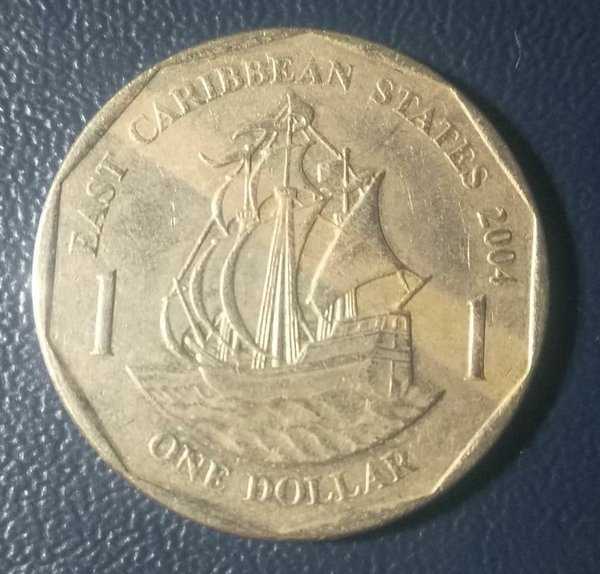 EAST CARIBBEAN STATES 2004
1 1
ONE DOLLAR